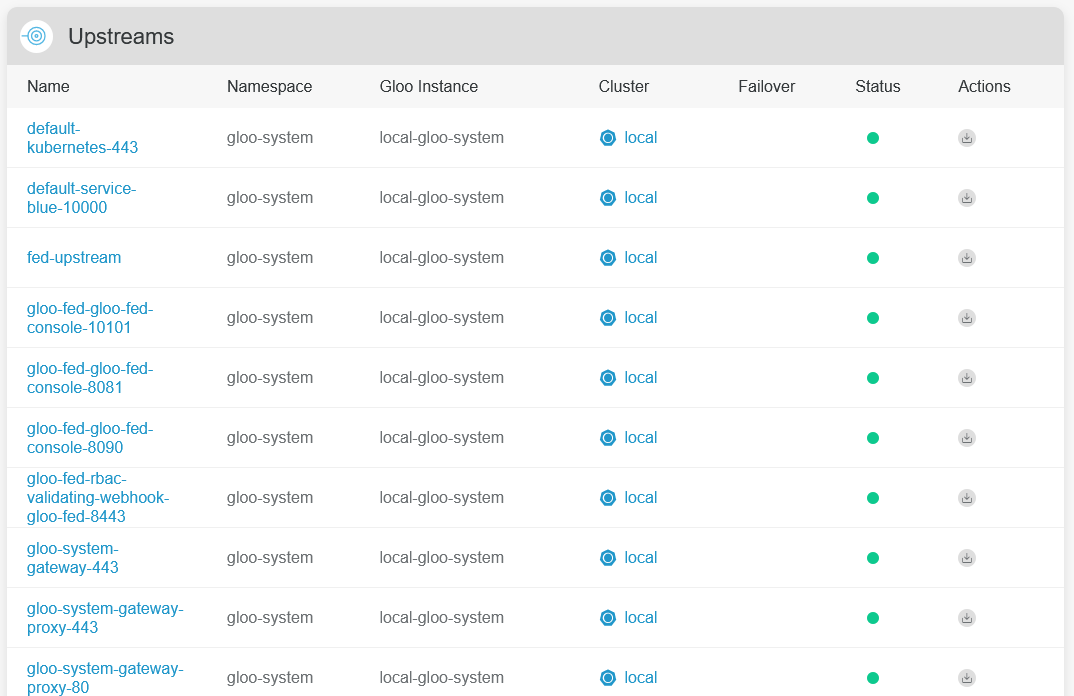 Upstreams
Name Namespace Gloo Instance Cluster Failover Status Actions
default-
kubernetes-443 gloo-system local-gloo-system local
default-service-
blue-10000 gloo-system local-gloo-system local
fed-upstream gloo-system local-gloo-system local
gloo-fed-gloo-fed-
console-10101 gloo-system local-gloo-system local
gloo-fed-gloo-fed-
console-8081 gloo-system local-gloo-system local
gloo-fed-gloo-fed-
console-8090 gloo-system local-gloo-system local
gloo-fed-rbac-
validating-webhook- gloo-system local-gloo-system local
gloo-fed-8443
gloo-system-
gateway-443 gloo-system local-gloo-system local
gloo-system-gateway-
proxy-443 gloo-system local-gloo-system local
gloo-system-gateway-
proxy-80 gloo-system local-gloo-system local